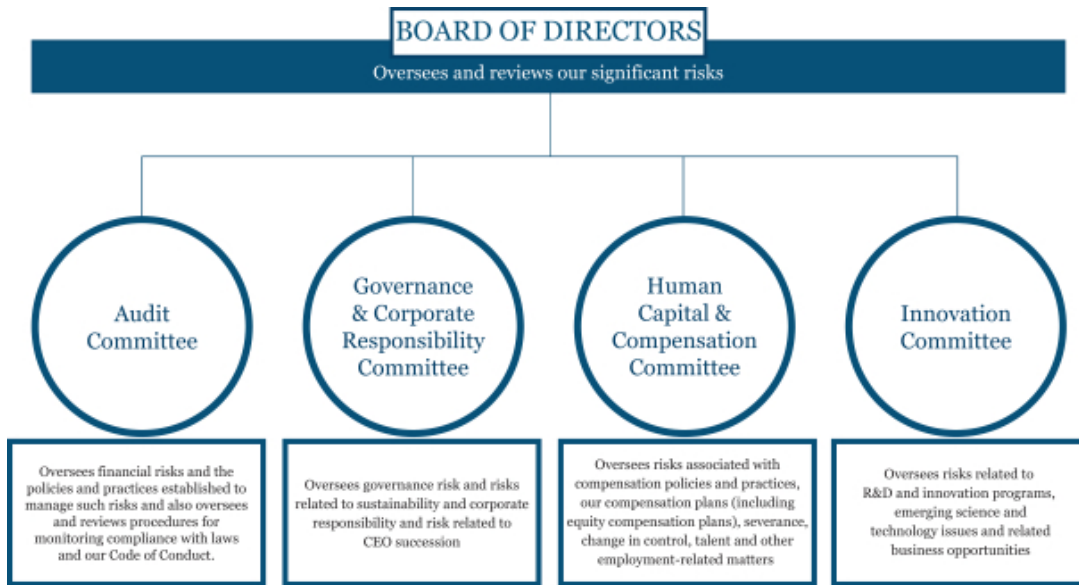 BOARD OF DIRECTORS
Oversees and reviews our significant risks
Audit
Committee
Governance
& Corporate
Responsibility
Committee
Human
Capital &
Compensation
Committee
Innovation
Committee
Oversees financial risks and the
policies and practices established to
manage such risks and also oversees
and reviews procedures for
monitoring compliance with laws
and our Code of Conduct.
Oversees governance risk and risks
related to sustainability and corporate
responsibility and risk related to
CEO succession
Oversees risks associated with
compensation policies and practices,
our compensation plans (including
equity compensation plans), severance,
change in control, talent and other
employment-related matters
Oversees risks related to
R&D and innovation programs,
emerging science and
technology issues and related
business opportunities